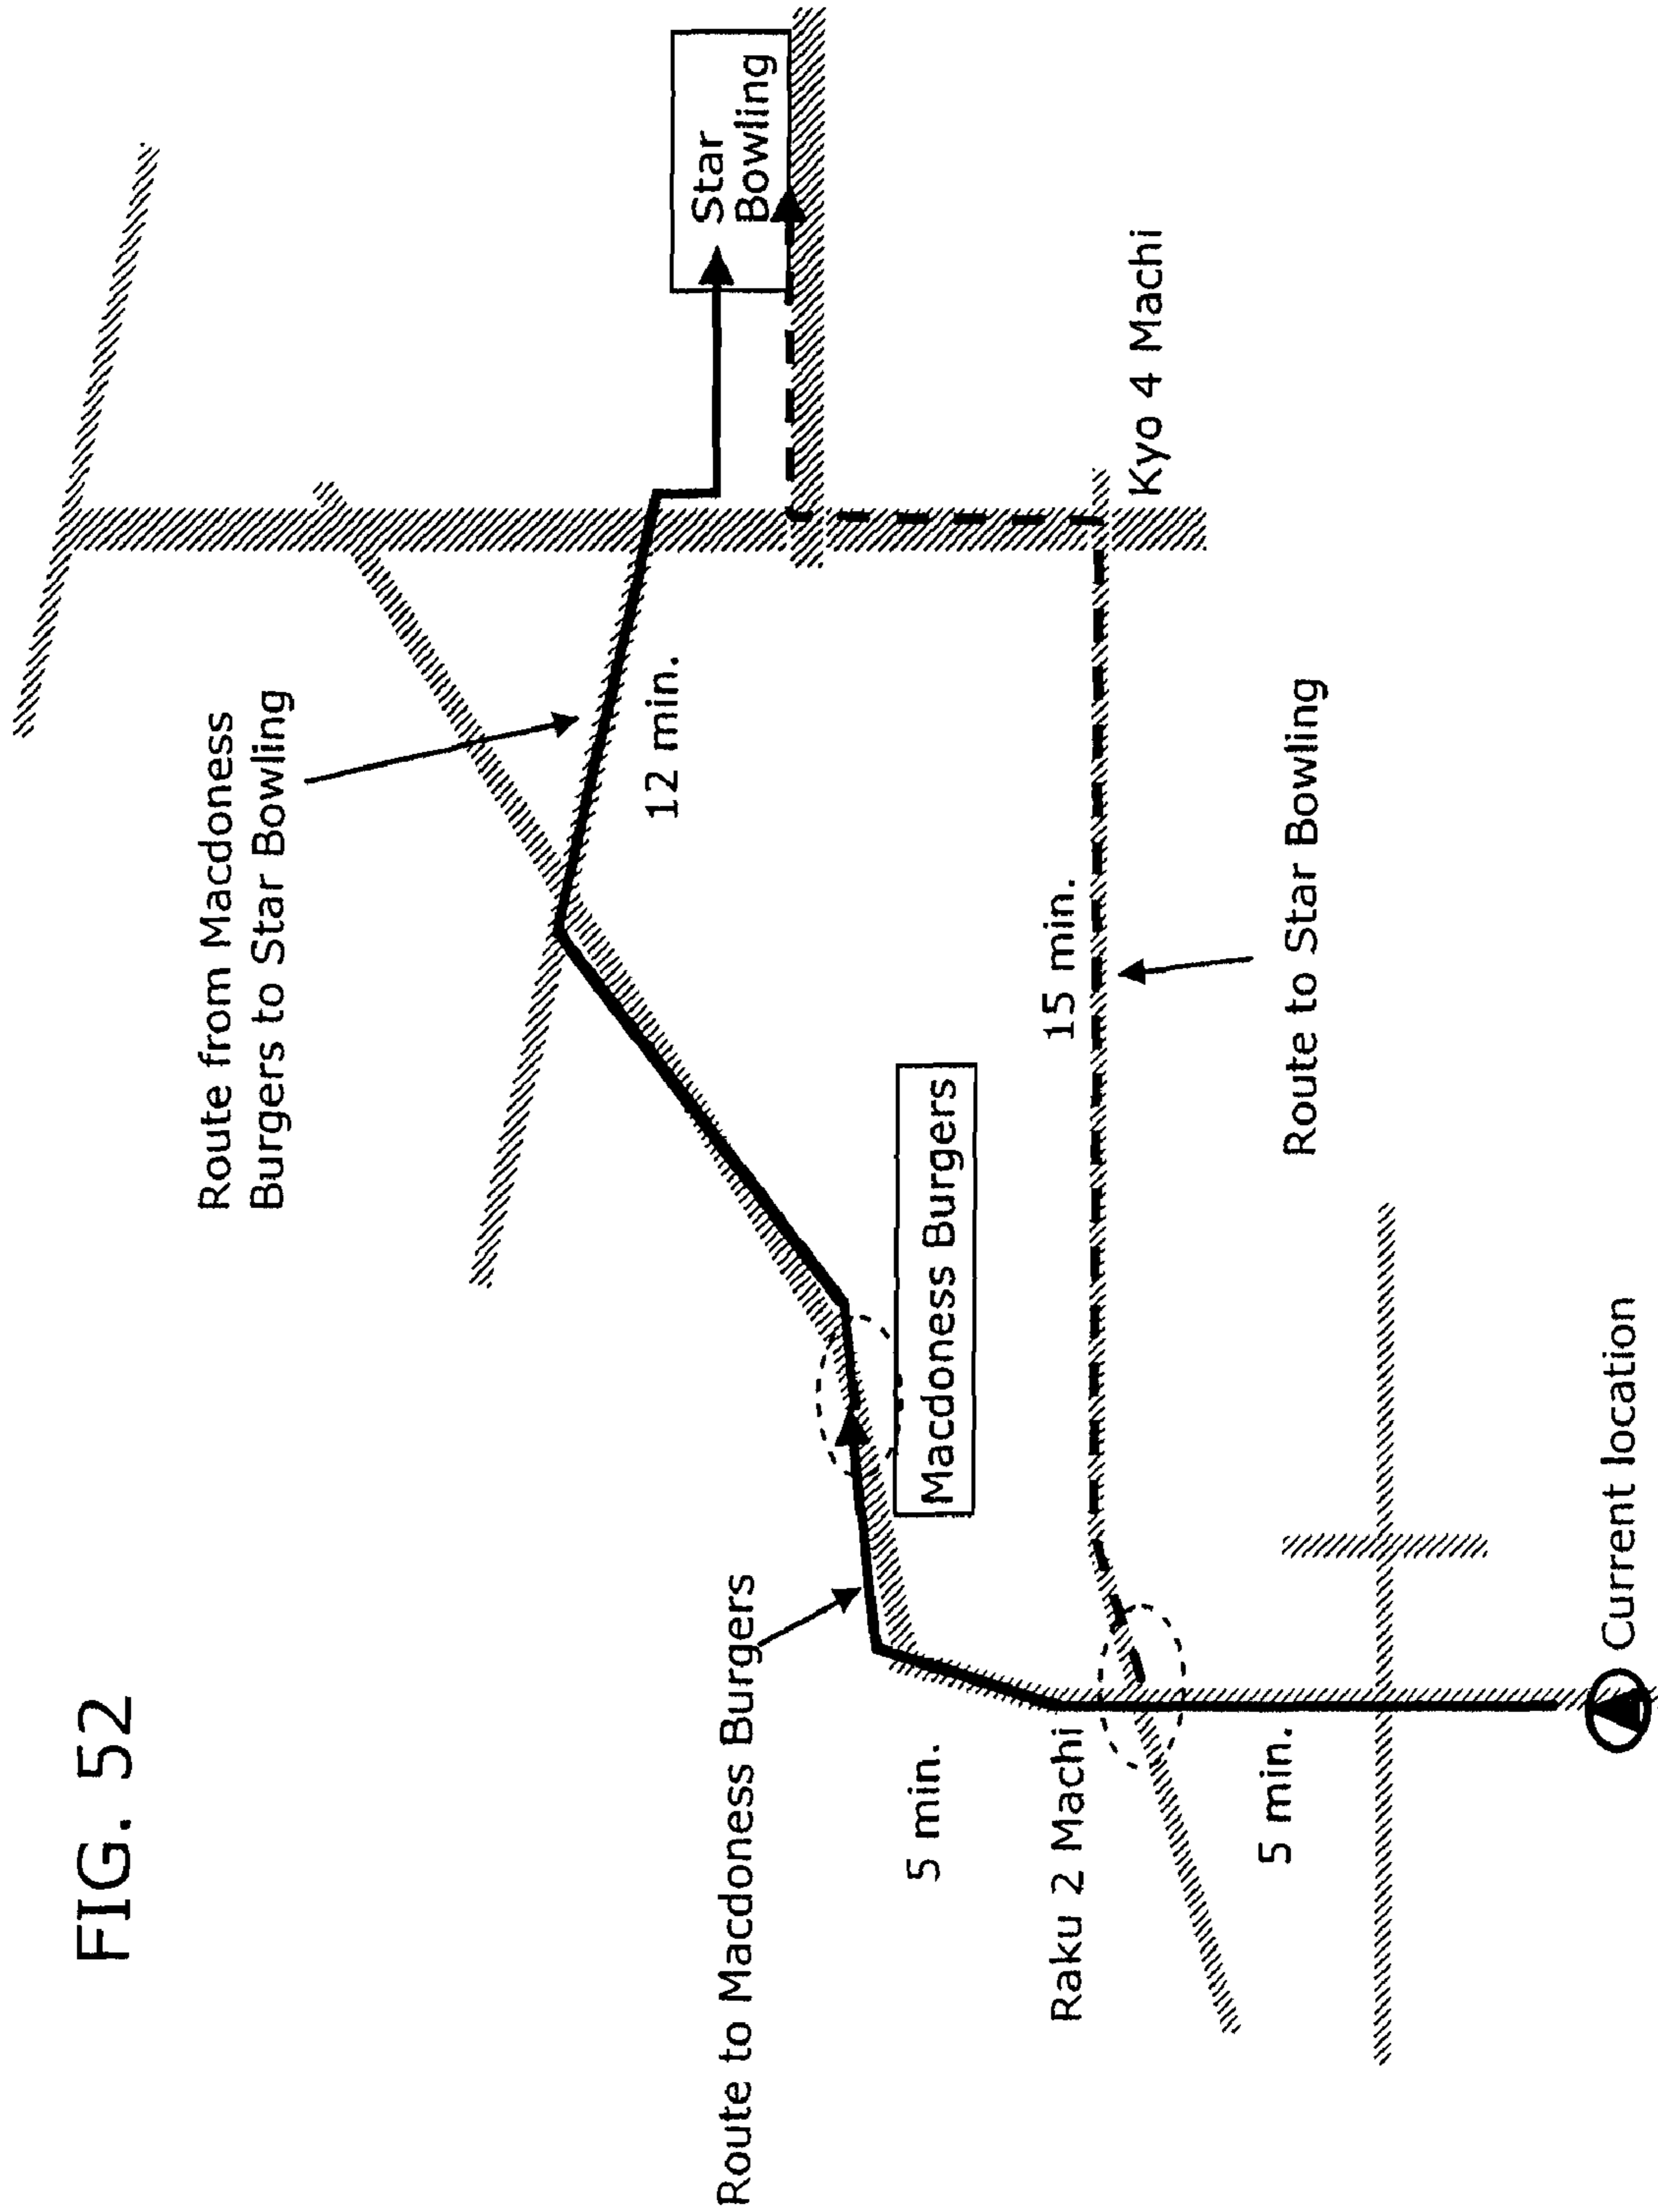 FIG. 52
Route from Macdoness
Burgers to Star Bowling
Route to Macdoness Burgers
Star
Bowling
12 min.
Macdoness Burgers
5 min.
15 min.
Raku 2 Machi
Kyo 4 Machi
5 min.
Route to Star Bowling
Current location